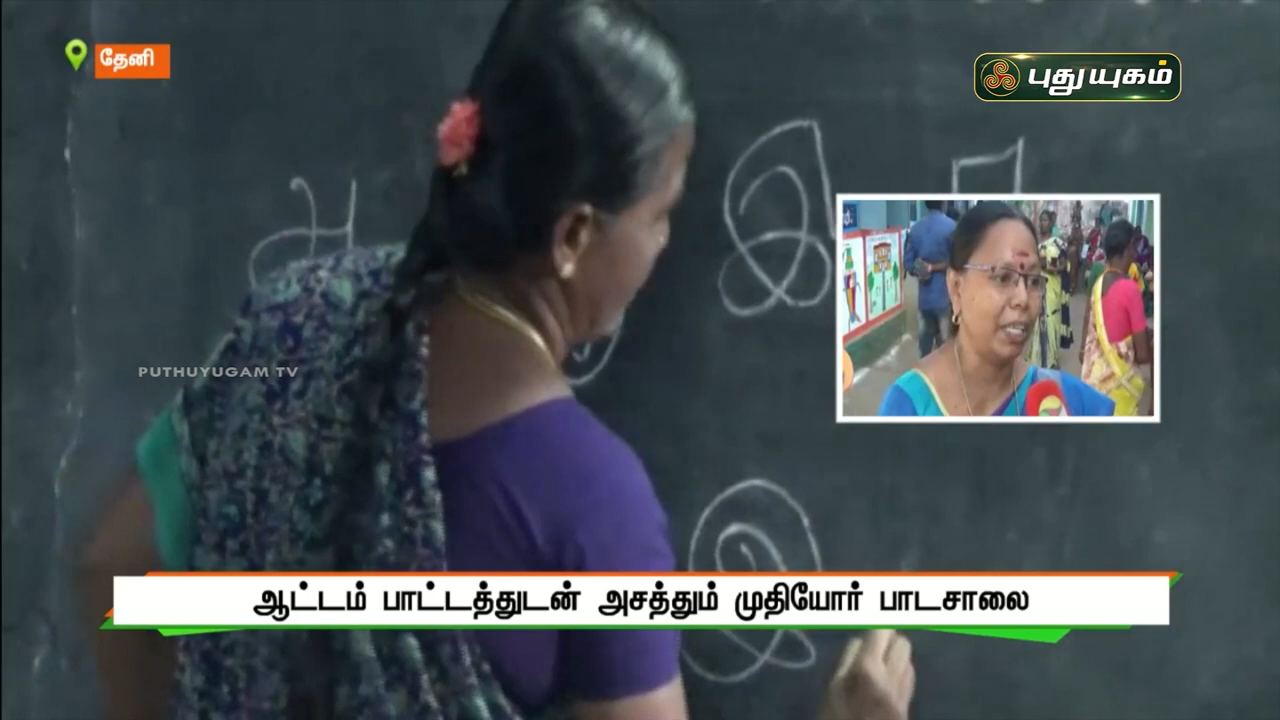 தேனி
புதுயுகம்
இ
PUTHUYUGAM TV
இ
ஆட்டம் பாட்டத்துடன் அசத்தும் முதியோர் பாடசாலை